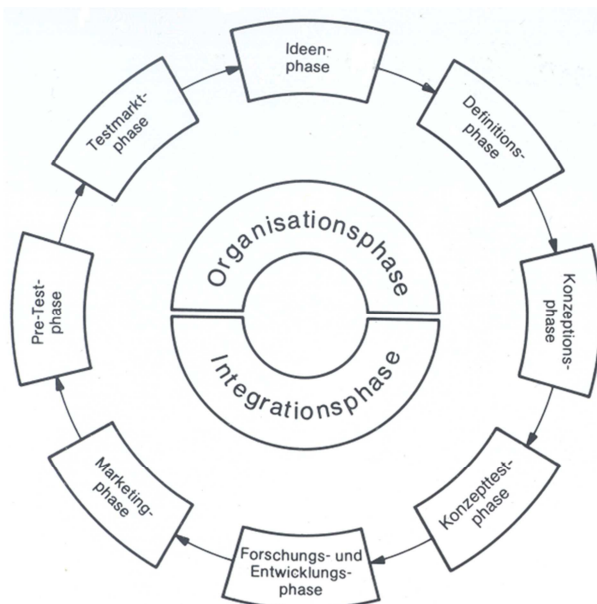 Ideen-
phase
Definitions-
phase
Konzeptions-
phase
Konzepttest-
phase
Forschungs- und
Entwicklungs-
phase
Marketing-
phase
Pre-Test-
phase
Testmarkt-
phase
Organisationsphase
Integrationsphase